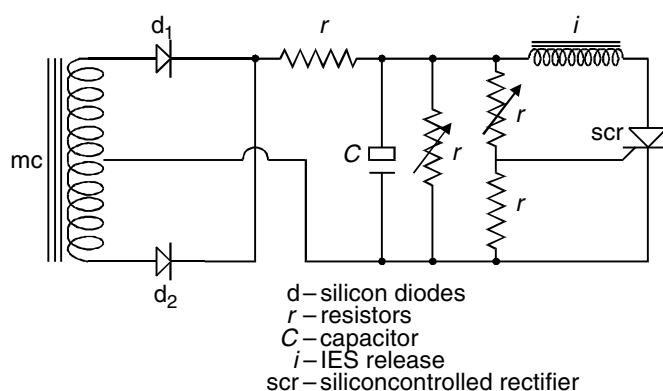 d1
r
i
mc
C
r
r
scr
r
d2
d – silicon diodes
r – resistors
C – capacitor
i – IES release
scr – siliconcontrolled rectifier